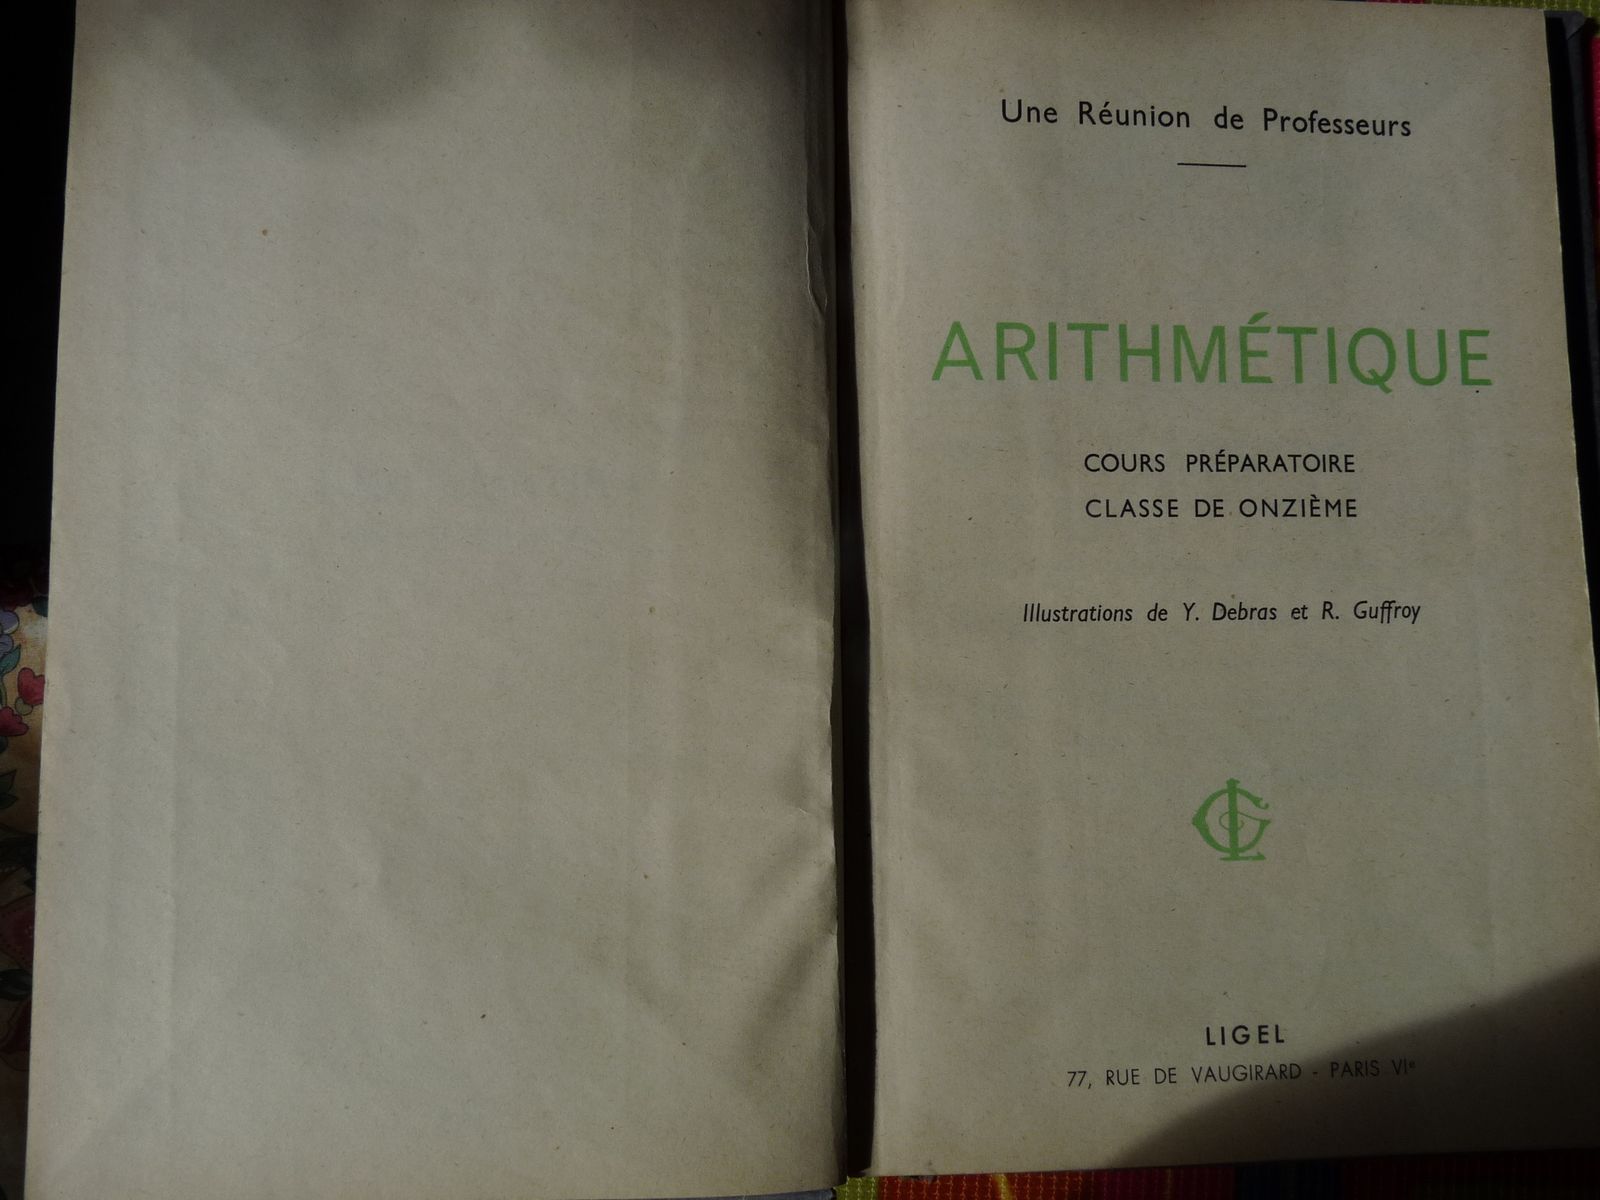 Une Réunion de Professeurs
ARITHMÉTIQUE
COURS PRÉPARATOIRE
CLASSE DE ONZIÈME
Illustrations de Y. Debras et R. Guffroy
LIGEL
77, RUE DE VAUGIRARD - PARIS VIe